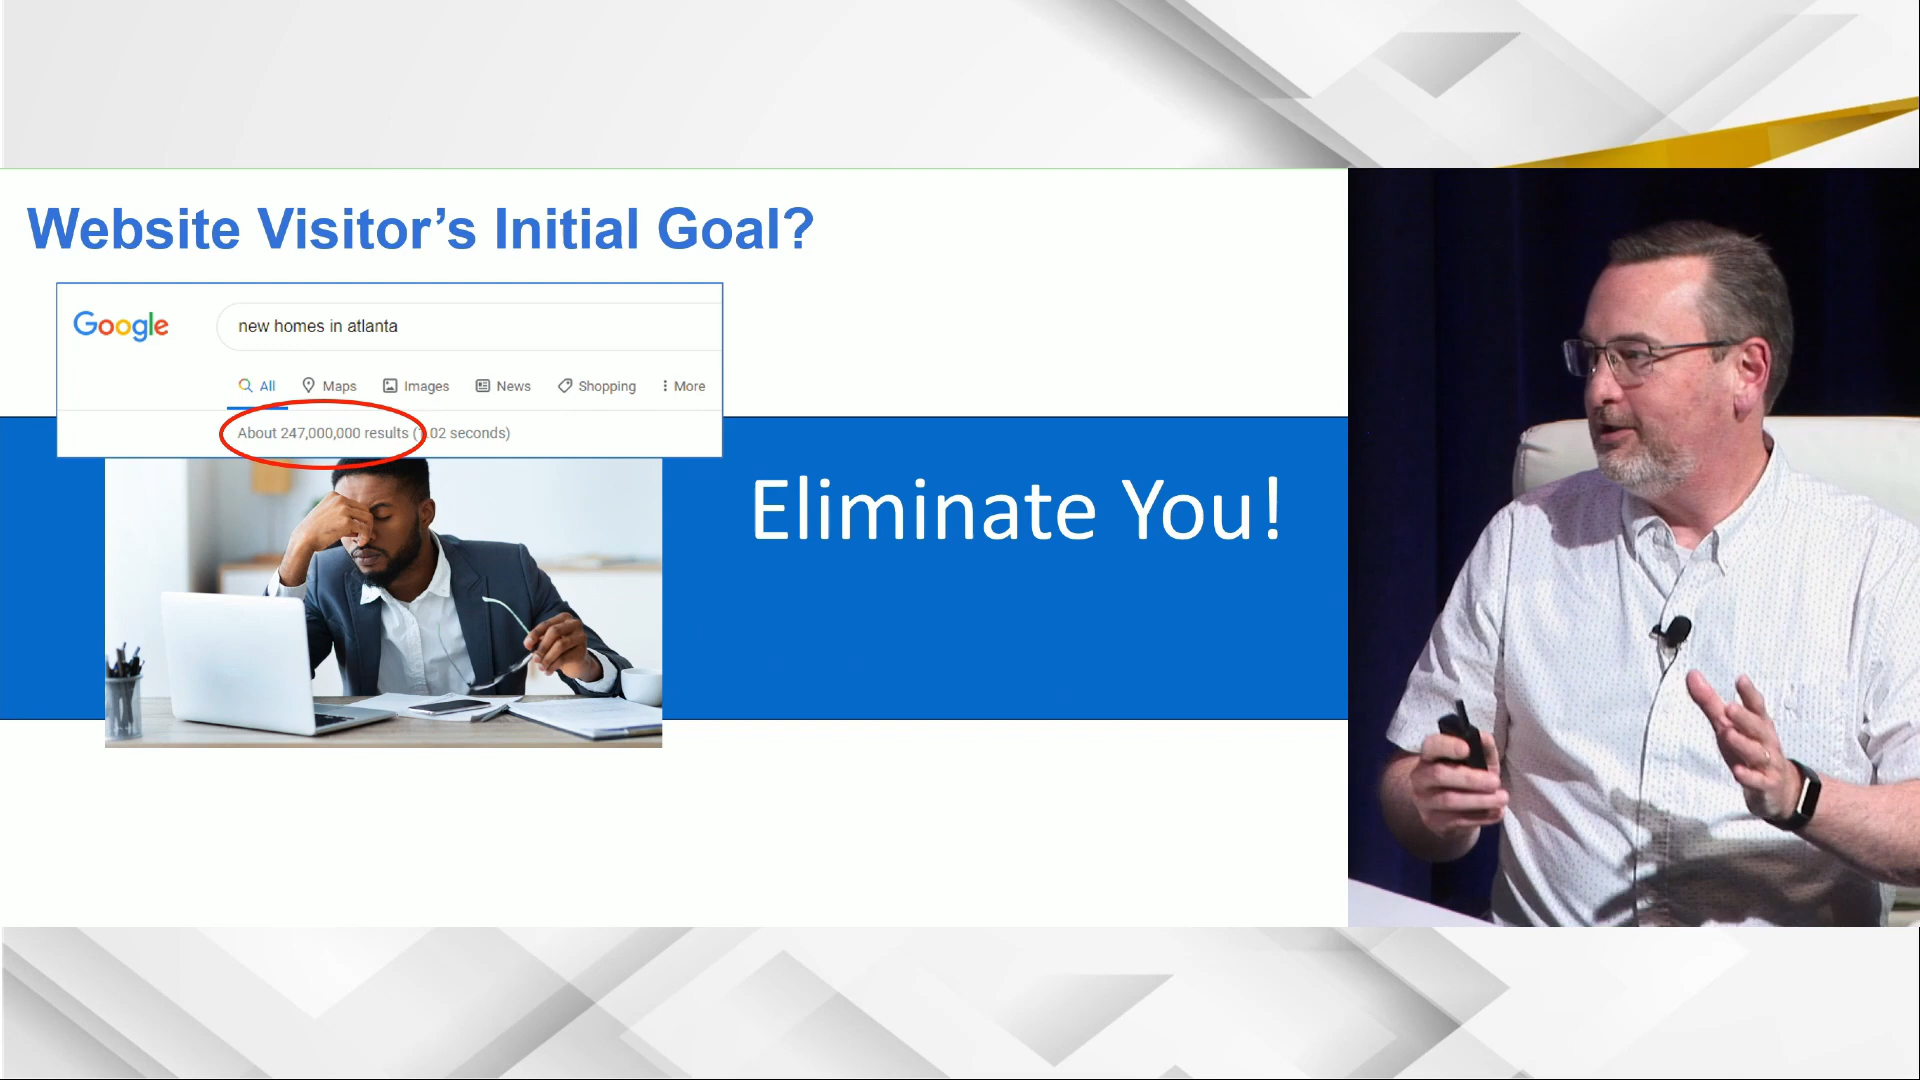 Website Visitor's Initial Goal?
Google
new homes in atlanta
All Maps Images News Shopping More
About 247,000,000 results ( .02 seconds)
Eliminate You!